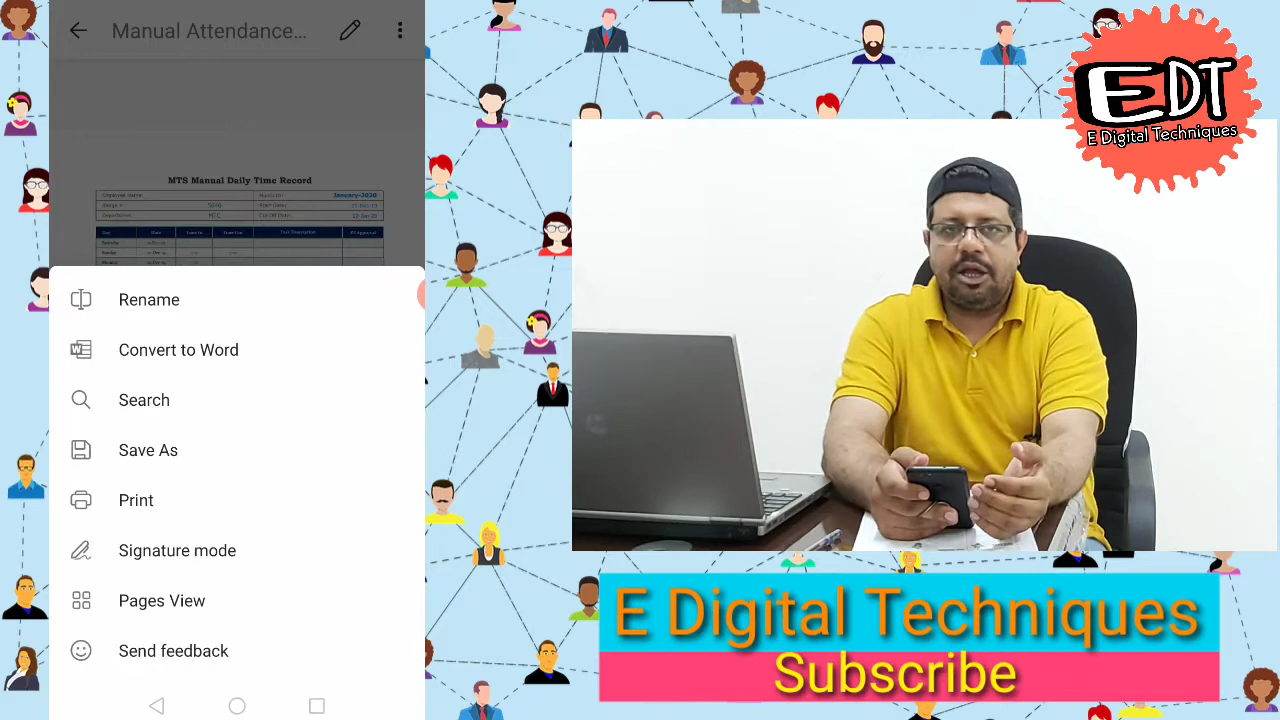 Manual Attendance...
MTS Manual Daily Time Record
January-2020
Rename
Convert to Word
Search
Save As
Print
Signature mode
Pages View
Send feedback
EDT
E Digital Techniques
E Digital Techniques
Subscribe